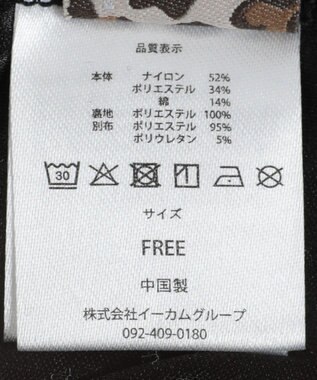 品質表示
本体 ナイロン 52%
ポリエステル 34%
綿 14%
裏地 ポリエステル 100%
別布 ポリエステル 95%
ポリウレタン 5%
30
サイズ
FREE
中国製
株式会社イーカムグループ
092-409-0180